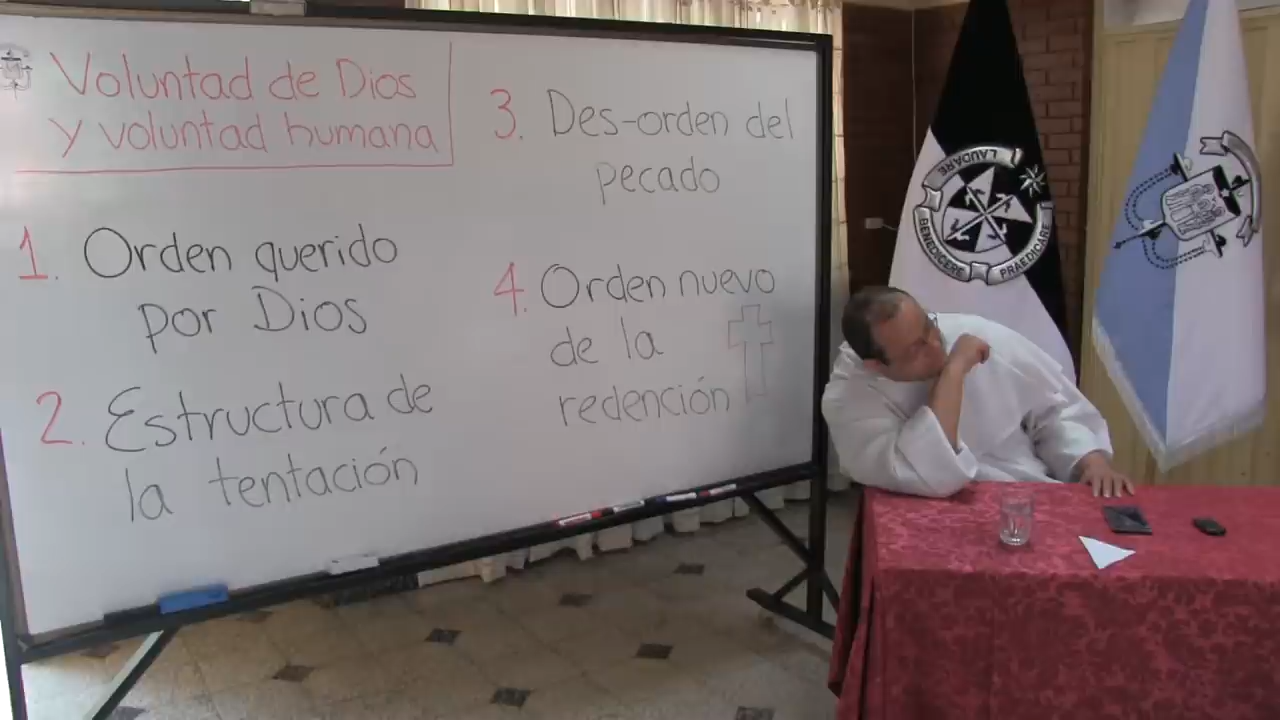 Voluntad de Dios
y voluntad humana
1. Orden querido
por Dios
2. Estructura de
la tentación
3. Des-orden del
pecado
4. Orden nuevo
de la
redención
LAUDARE
BENEDICERE
PRAEDICARE